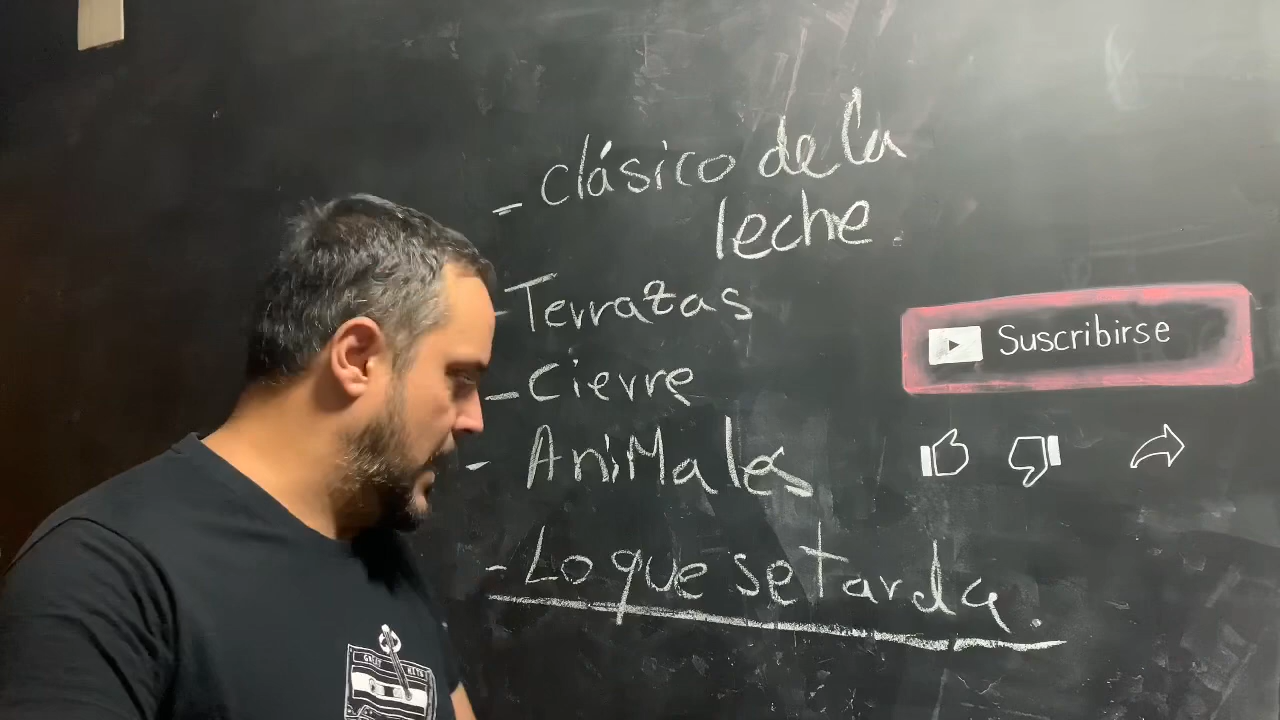 - Clásico de la
leche.
- Terrazas
- Cierre
- AniMales
- Lo que se tarda.
Suscribirse